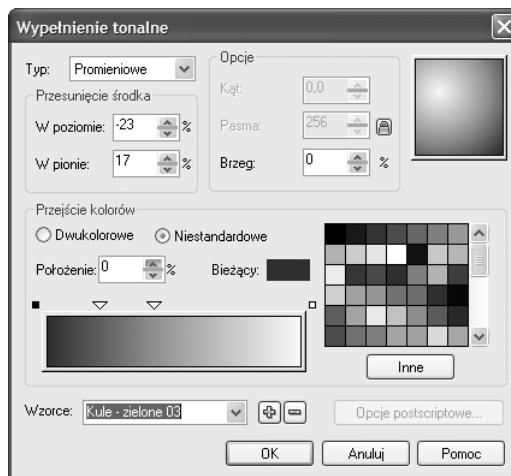 Wypełnienie tonalne
Typ: Promieniowe
Przesunięcie środka
W poziomie: -23 %
W pionie: 17 %
Opcje
Kąt: 0,0
Pasma: 256
Brzeg: 0 %
Przejście kolorów
Dwukolorowe Niestandardowe
Położenie: 0 % Bieżący:
Inne
Wzorce: Kule - zielone 03
Opcje postscriptowe...
OK Anuluj Pomoc